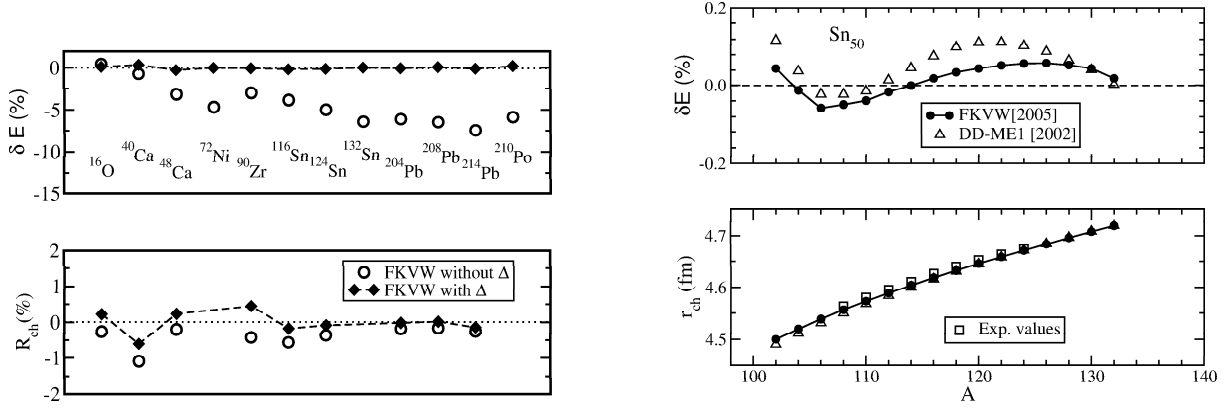 δ E (%)
0
-5
-10
-15
16O
40Ca
48Ca
72Ni
90Zr
116Sn
124Sn
132Sn
204Pb
208Pb
214Pb
210Po
Rch (%)
2
1
0
-1
-2
FKVW without Δ
FKVW with Δ
δE (%)
0.2
0.0
-0.2
Sn50
FKVW[2005]
DD-ME1 [2002]
rch (fm)
4.7
4.6
4.5
Exp. values
100 110 120 130 140
A